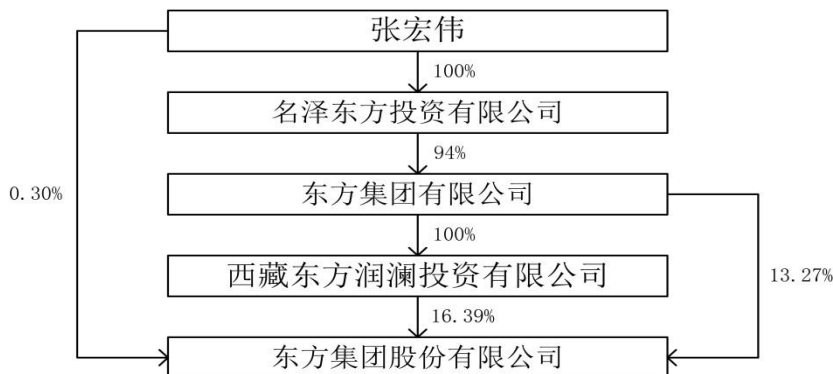 张宏伟
100%
名泽东方投资有限公司
94%
0.30%
东方集团有限公司
100%
西藏东方润澜投资有限公司
13.27%
16.39%
东方集团股份有限公司